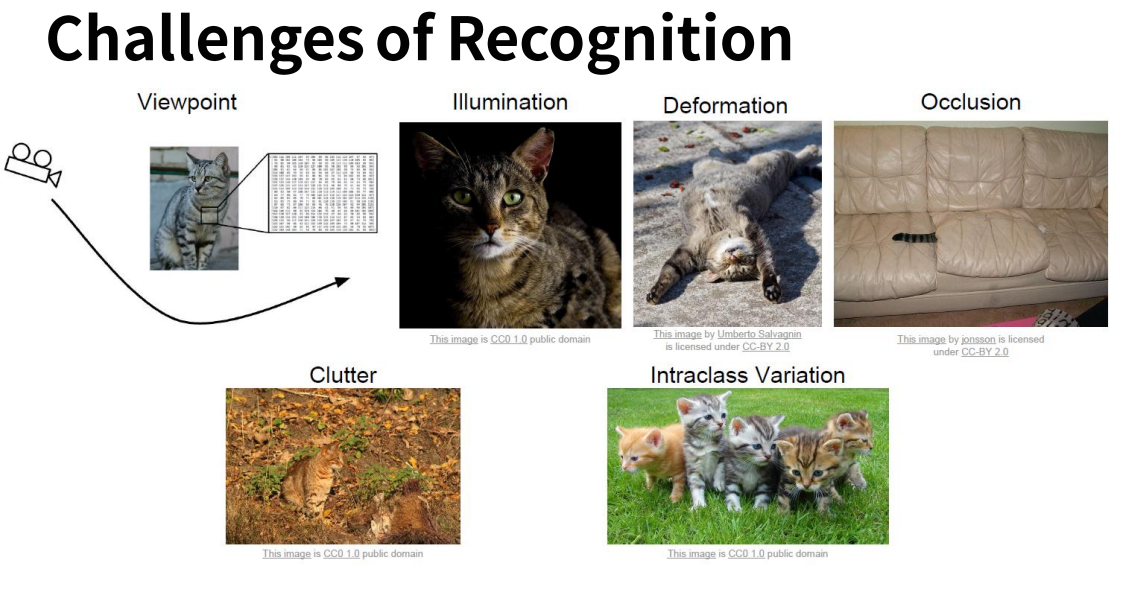 Challenges of Recognition
Viewpoint
Illumination
Deformation
Occlusion
This image is CC0 1.0 public domain
This image by Umberto Salvagnin
is licensed under CC-BY 2.0
This image by jonsson is licensed
under CC-BY 2.0
Clutter
Intraclass Variation
This image is CC0 1.0 public domain
This image is CC0 1.0 public domain